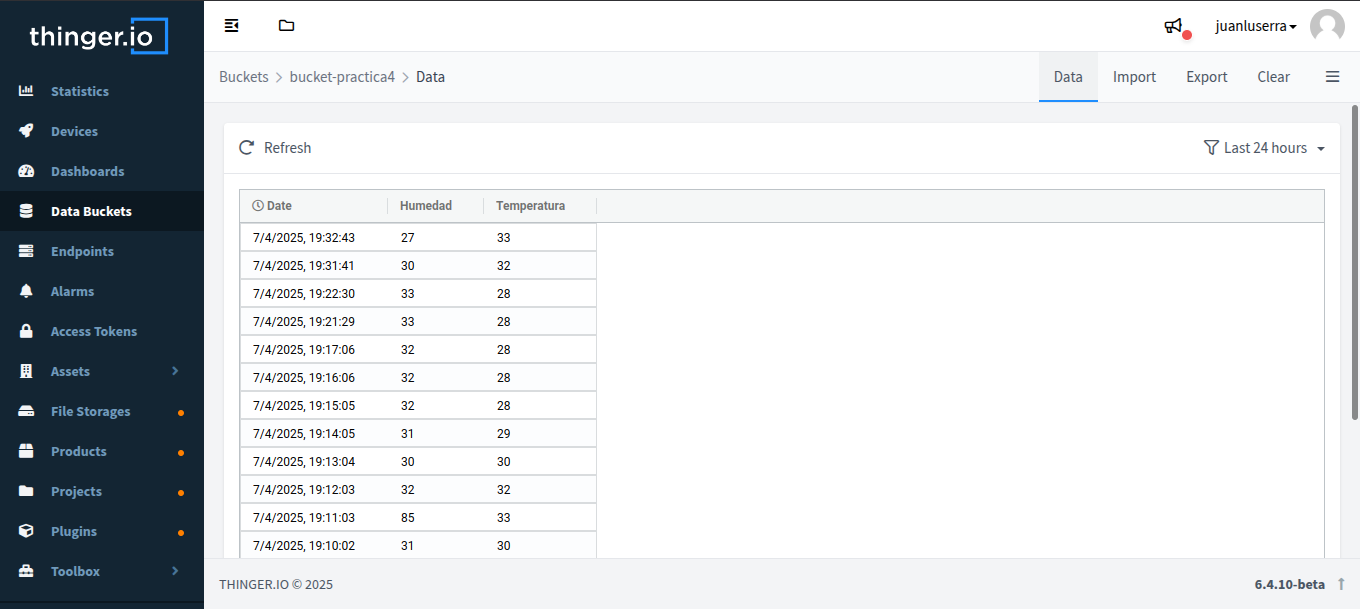 thinger.io
juanluserra
Statistics
Devices
Dashboards
Data Buckets
Endpoints
Alarms
Access Tokens
Assets
File Storages
Products
Projects
Plugins
Toolbox
Buckets > bucket-practica4 > Data
Data Import Export Clear
Refresh
Last 24 hours
Date Humedad Temperatura
7/4/2025, 19:32:43 27 33
7/4/2025, 19:31:41 30 32
7/4/2025, 19:22:30 33 28
7/4/2025, 19:21:29 33 28
7/4/2025, 19:17:06 32 28
7/4/2025, 19:16:06 32 28
7/4/2025, 19:15:05 32 28
7/4/2025, 19:14:05 31 29
7/4/2025, 19:13:04 30 30
7/4/2025, 19:12:03 32 32
7/4/2025, 19:11:03 85 33
7/4/2025, 19:10:02 31 30
THINGER.IO © 2025
6.4.10-beta